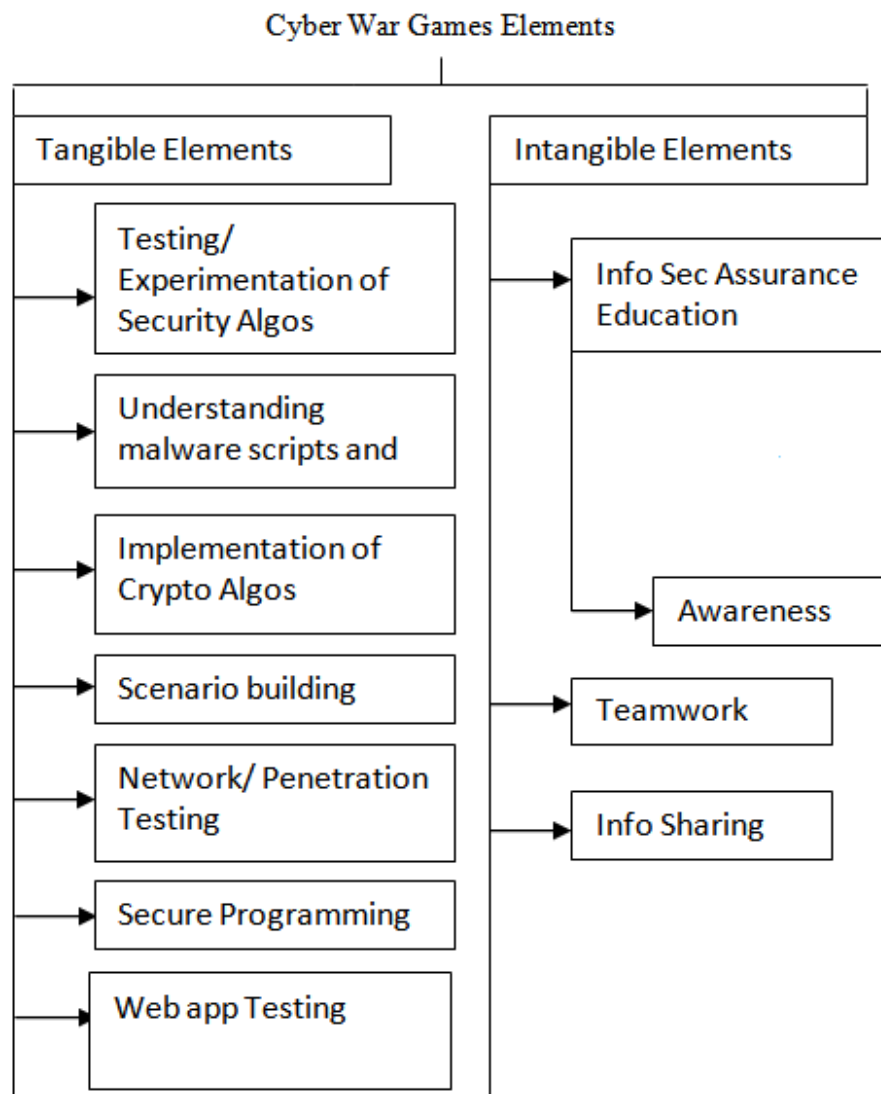 Cyber War Games Elements
Tangible Elements
Testing/
Experimentation of
Security Algos
Understanding
malware scripts and
Implementation of
Crypto Algos
Scenario building
Network/ Penetration
Testing
Secure Programming
Web app Testing
Intangible Elements
Info Sec Assurance
Education
Awareness
Teamwork
Info Sharing